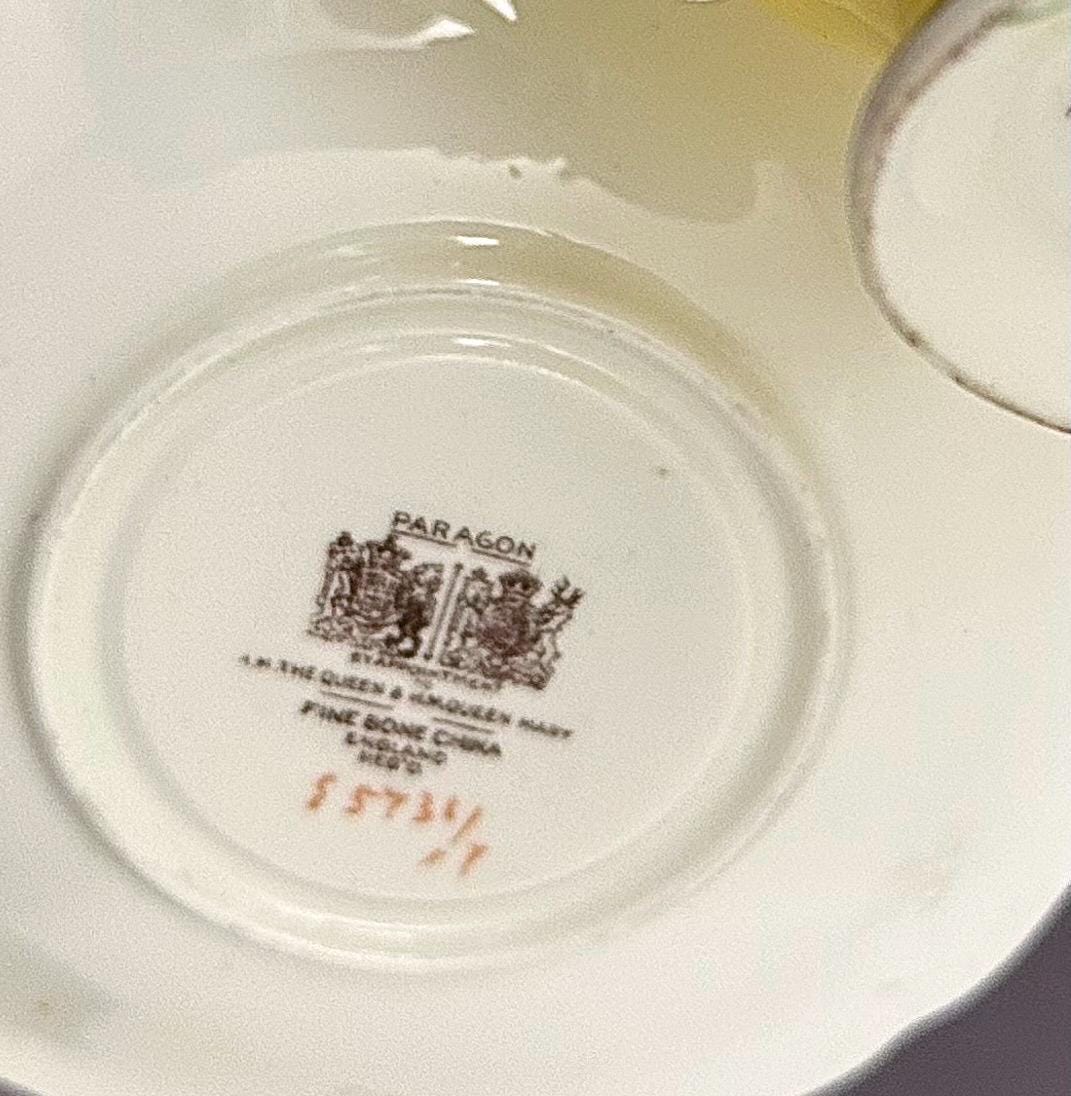 PARAGON
BY APPOINTMENT
H.M. THE QUEEN & H.M. QUEEN MARY
FINE BONE CHINA
ENGLAND
REG'D.